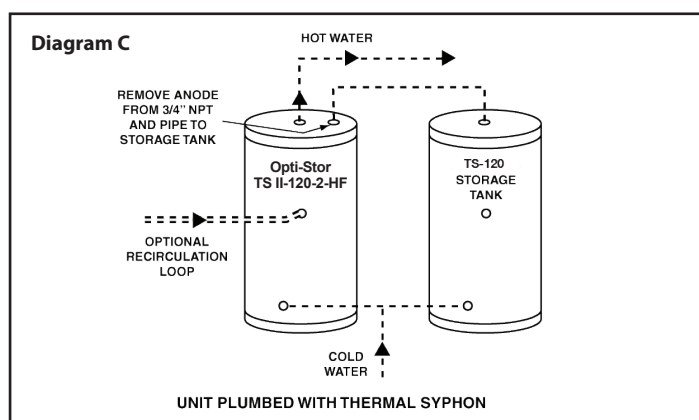 Diagram C
HOT WATER
REMOVE ANODE
FROM 3/4" NPT
AND PIPE TO
STORAGE TANK
Opti-Stor
TS II-120-2-HF
TS-120
STORAGE
TANK
OPTIONAL
RECIRCULATION
LOOP
COLD
WATER
UNIT PLUMBED WITH THERMAL SYPHON